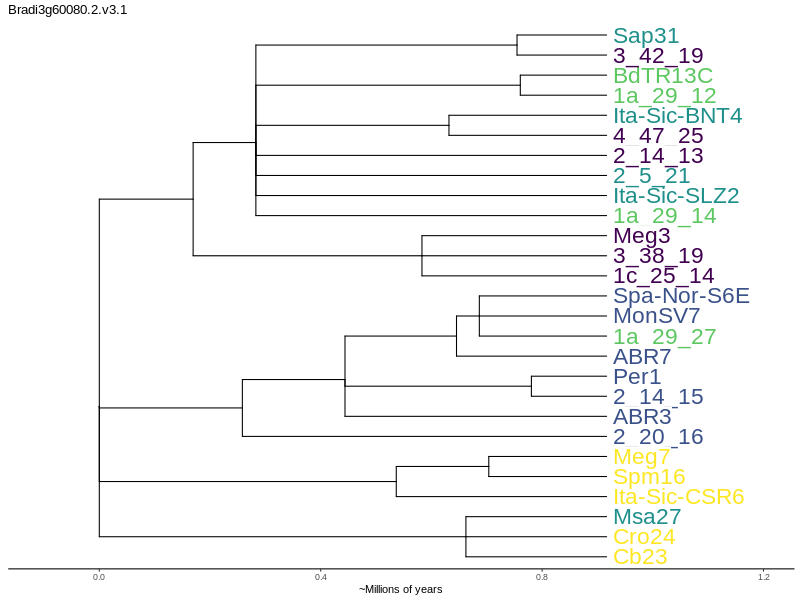 Bradi3g60080.2.v3.1
Sap31
3_42_19
BdTR13C
1a_29_12
Ita-Sic-BNT4
4_47_25
2_14_13
2_5_21
Ita-Sic-SLZ2
1a_29_14
Meg3
3_38_19
1c_25_14
Spa-Nor-S6E
MonSV7
1a_29_27
ABR7
Per1
2_14_15
ABR3
2_20_16
Meg7
Spm16
Ita-Sic-CSR6
Msa27
Cro24
Cb23
0.0 0.4 0.8 1.2
~Millions of years